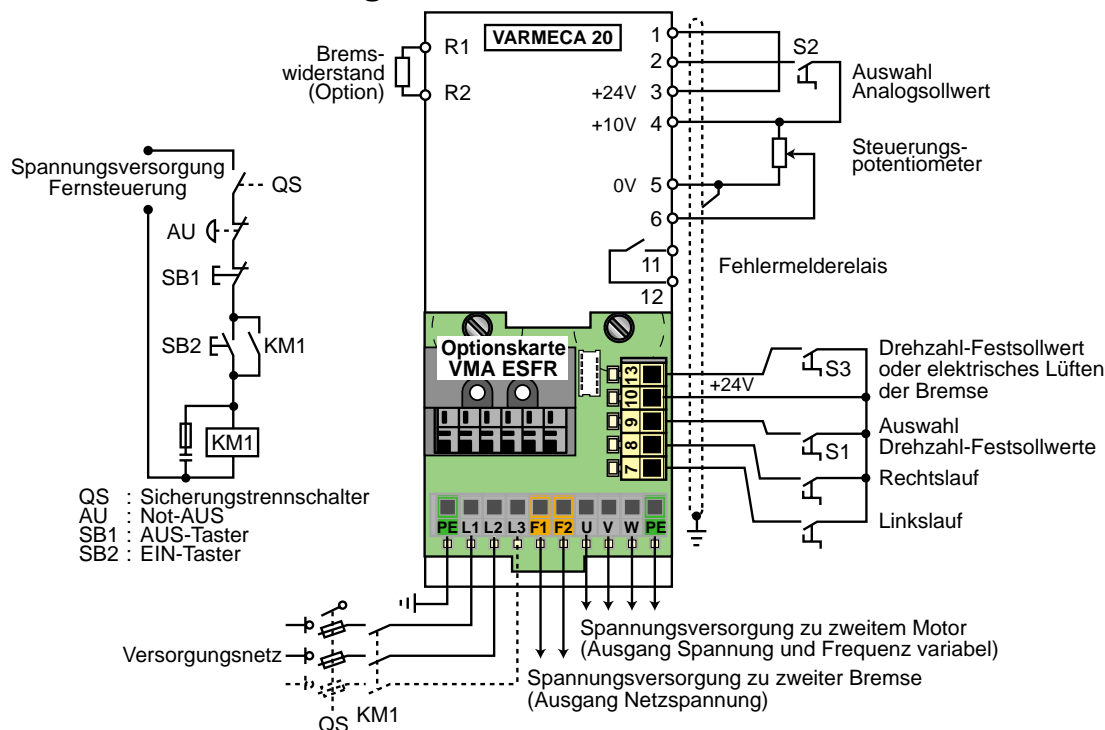 VARMECA 20
R1
R2
Brems-
widerstand
(Option)
1
2
+24V 3
+10V 4
0V 5
6
11
12
S2
Auswahl
Analogsollwert
Steuerungs-
potentiometer
Fehlermelderelais
Spannungsversorgung
Fernsteuerung
QS
AU
SB1
SB2
KM1
KM1
QS : Sicherungstrennschalter
AU : Not-AUS
SB1 : AUS-Taster
SB2 : EIN-Taster
Optionskarte
VMA ESFR
13
10
9
8
7
+24V
S3
Drehzahl-Festsollwert
oder elektrisches Lüften
der Bremse
Auswahl
Drehzahl-Festsollwerte
S1
Rechtslauf
Linkslauf
PE L1 L2 L3 F1 F2 U V W PE
Versorgungsnetz
QS
KM1
Spannungsversorgung zu zweitem Motor
(Ausgang Spannung und Frequenz variabel)
Spannungsversorgung zu zweiter Bremse
(Ausgang Netzspannung)